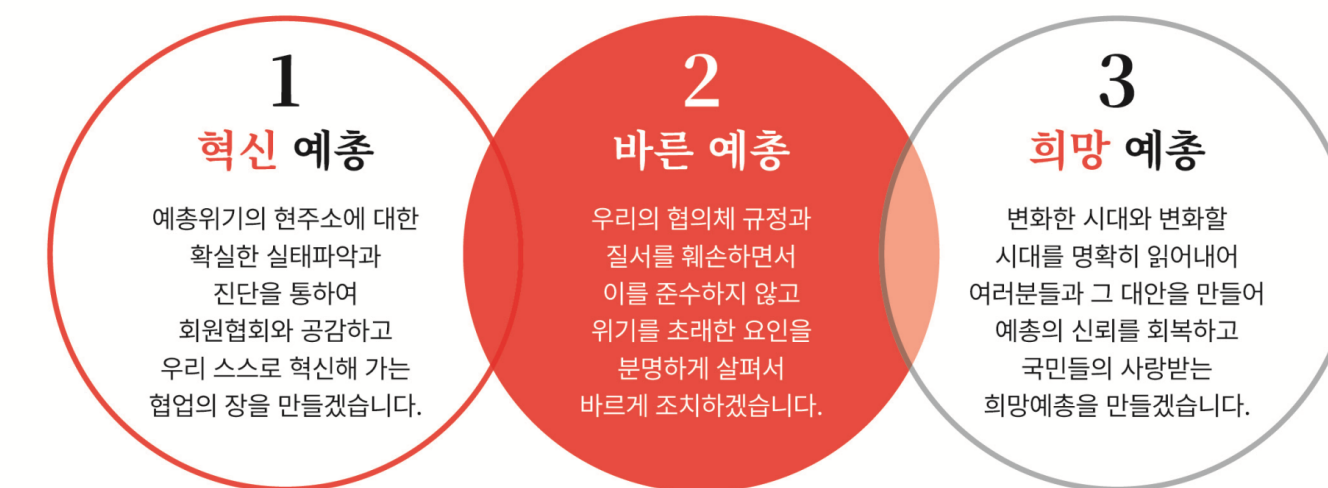 1
혁신 예총
예총위기의 현주소에 대한
확실한 실태파악과
진단을 통하여
회원협회와 공감하고
우리 스스로 혁신해 가는
협업의 장을 만들겠습니다.
2
바른 예총
우리의 협의체 규정과
질서를 훼손하면서
이를 준수하지 않고
위기를 초래한 요인을
분명하게 살펴서
바르게 조치하겠습니다.
3
희망 예총
변화한 시대와 변화할
시대를 명확히 읽어내어
여러분들과 그 대안을 만들어
예총의 신뢰를 회복하고
국민들의 사랑받는
희망예총을 만들겠습니다.